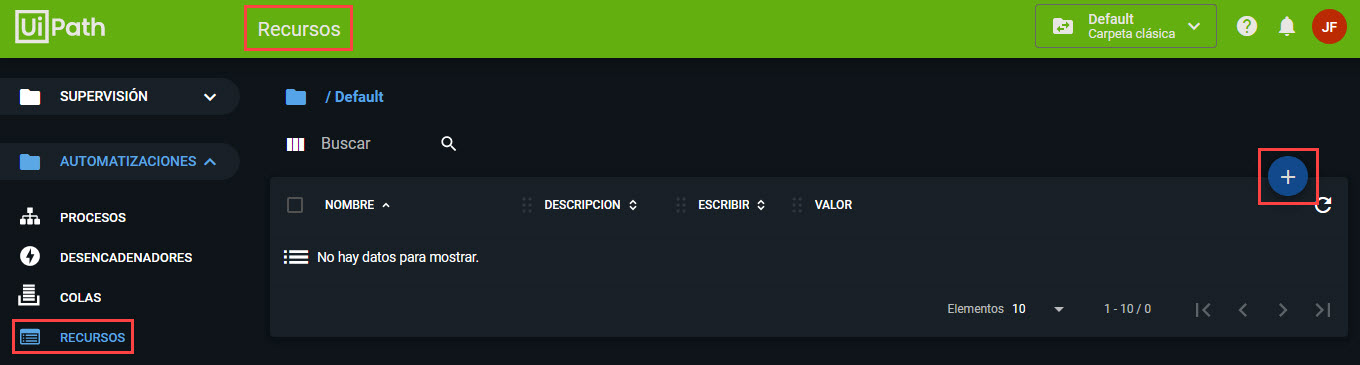 UiPath
Recursos
Default
Carpeta clásica
?
JF
SUPERVISIÓN
/ Default
Buscar
AUTOMATIZACIONES
NOMBRE DESCRIPCION ESCRIBIR VALOR
PROCESOS
No hay datos para mostrar.
DESENCADENADORES
COLAS
Elementos 10 1 - 10 / 0
RECURSOS